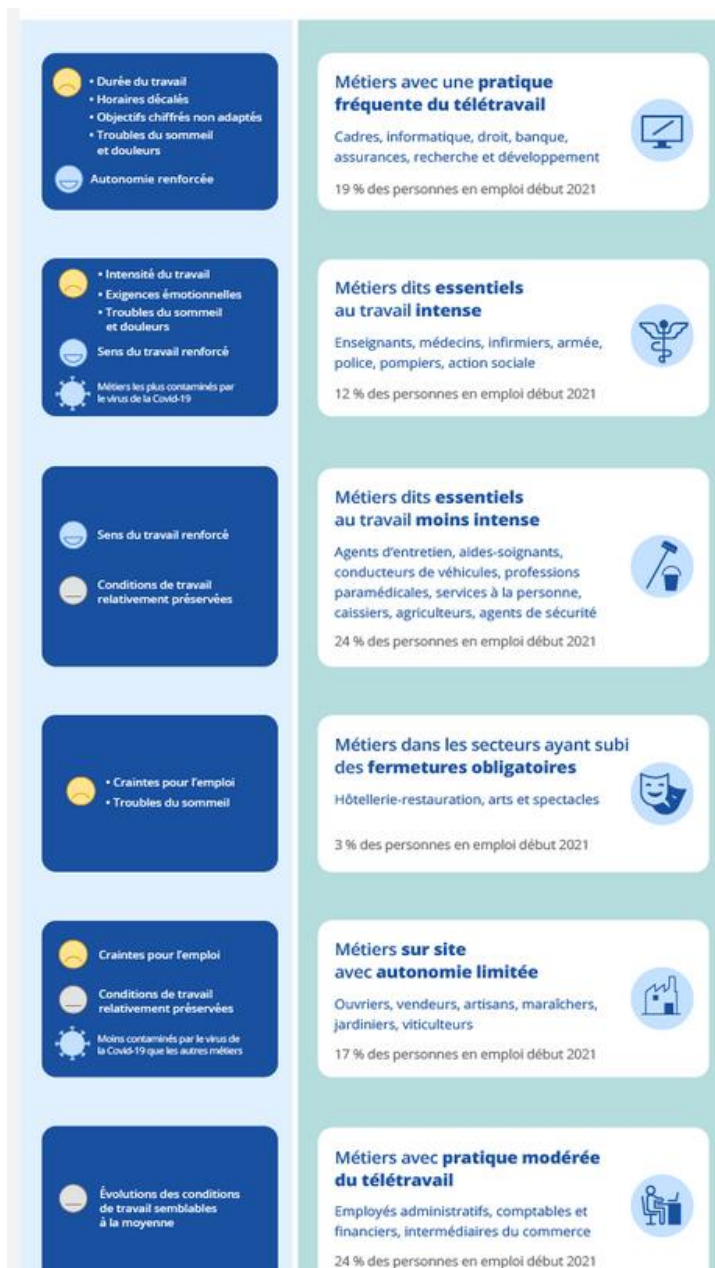 • Durée du travail
• Horaires décalés
• Objectifs chiffrés non adaptés
• Troubles du sommeil
et douleurs
Autonomie renforcée
Métiers avec une pratique
fréquente du télétravail
Cadres, informatique, droit, banque,
assurances, recherche et développement
19 % des personnes en emploi début 2021
• Intensité du travail
• Exigences émotionnelles
• Troubles du sommeil
et douleurs
Sens du travail renforcé
Métiers les plus contaminés par
le virus de la Covid-19
Métiers dits essentiels
au travail intense
Enseignants, médecins, infirmiers, armée,
police, pompiers, action sociale
12 % des personnes en emploi début 2021
Sens du travail renforcé
Conditions de travail
relativement préservées
Métiers dits essentiels
au travail moins intense
Agents d'entretien, aides-soignants,
conducteurs de véhicules, professions
paramédicales, services à la personne,
caissiers, agriculteurs, agents de sécurité
24 % des personnes en emploi début 2021
• Craintes pour l'emploi
• Troubles du sommeil
Métiers dans les secteurs ayant subi
des fermetures obligatoires
Hôtellerie-restauration, arts et spectacles
3 % des personnes en emploi début 2021
Craintes pour l'emploi
Conditions de travail
relativement préservées
Moins contaminés par le virus de
la Covid-19 que les autres métiers
Métiers sur site
avec autonomie limitée
Ouvriers, vendeurs, artisans, maraîchers,
jardiniers, viticulteurs
17 % des personnes en emploi début 2021
Évolutions des conditions
de travail semblables
à la moyenne
Métiers avec pratique modérée
du télétravail
Employés administratifs, comptables et
financiers, intermédiaires du commerce
24 % des personnes en emploi début 2021